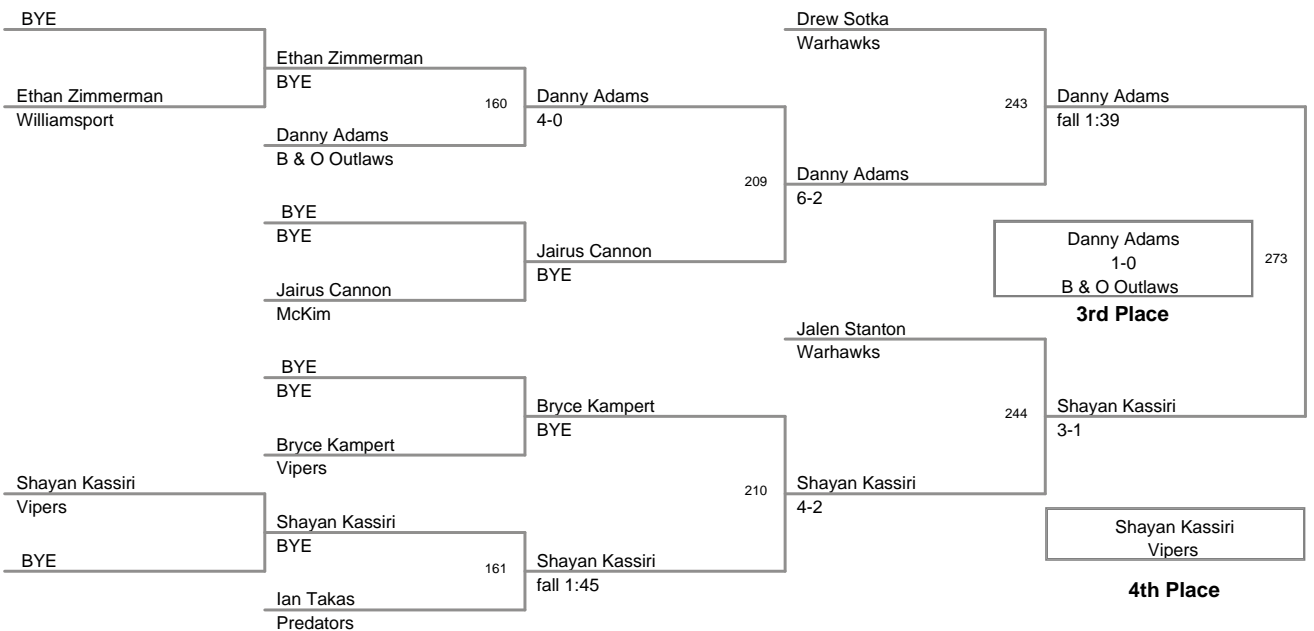 BYE
Ethan Zimmerman
Williamsport
Shayan Kassiri
Vipers
BYE
Ethan Zimmerman
BYE
160
Danny Adams
B & O Outlaws
BYE
BYE
Jairus Cannon
McKim
BYE
BYE
Bryce Kampert
Vipers
Shayan Kassiri
BYE
161
Ian Takas
Predators
Danny Adams
4-0
209
Jairus Cannon
BYE
Bryce Kampert
BYE
210
Shayan Kassiri
fall 1:45
Drew Sotka
Warhawks
243
Danny Adams
6-2
Jalen Stanton
Warhawks
244
Shayan Kassiri
4-2
Danny Adams
fall 1:39
Danny Adams
1-0
B & O Outlaws
273
3rd Place
Shayan Kassiri
3-1
Shayan Kassiri
Vipers
4th Place